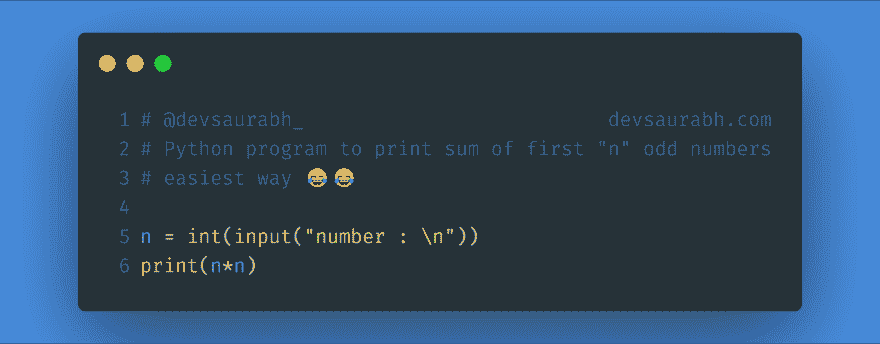 1 # @devsaurabh_ devsaurabh.com
2 # Python program to print sum of first "n" odd numbers
3 # easiest way 😂😂
4
5 n = int(input("number : \n"))
6 print(n*n)